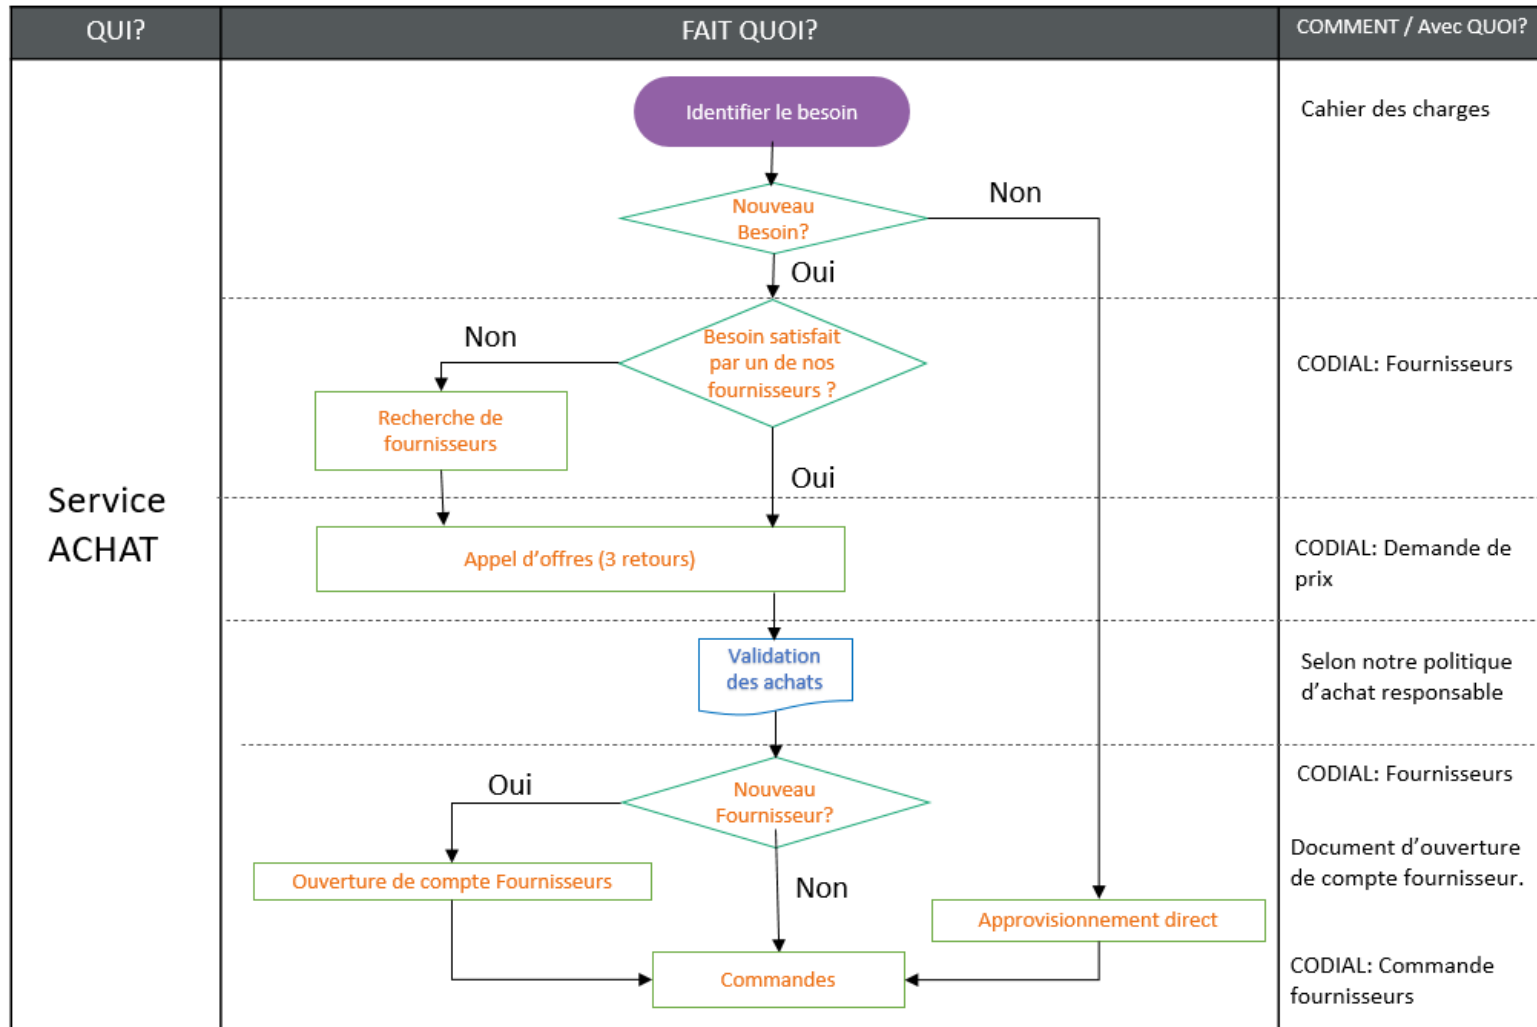 QUI?
FAIT QUOI?
COMMENT / Avec QUOI?
Identifier le besoin
Cahier des charges
Nouveau
Besoin?
Non
Oui
Besoin satisfait
par un de nos
fournisseurs ?
Non
CODIAL: Fournisseurs
Recherche de
fournisseurs
Oui
Service
ACHAT
Appel d’offres (3 retours)
CODIAL: Demande de
prix
Validation
des achats
Selon notre politique
d’achat responsable
Nouveau
Fournisseur?
Oui
CODIAL: Fournisseurs
Ouverture de compte Fournisseurs
Non
Document d’ouverture
de compte fournisseur.
Approvisionnement direct
Commandes
CODIAL: Commande
fournisseurs